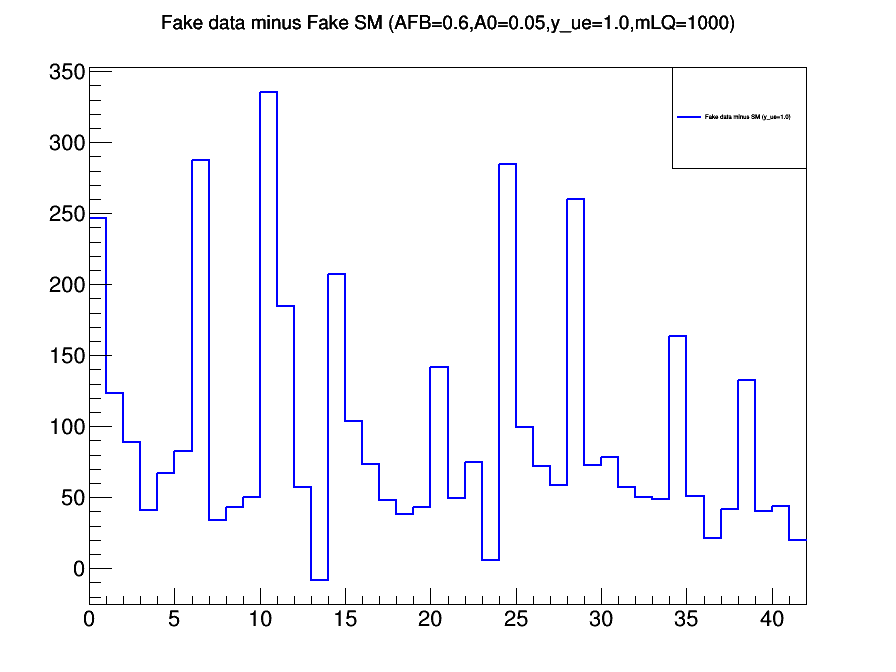 Fake data minus Fake SM (AFB=0.6,A0=0.05,y_ue=1.0,mLQ=1000)
Fake data minus SM (y_ue=1.0)
350
300
250
200
150
100
50
0
0 5 10 15 20 25 30 35 40